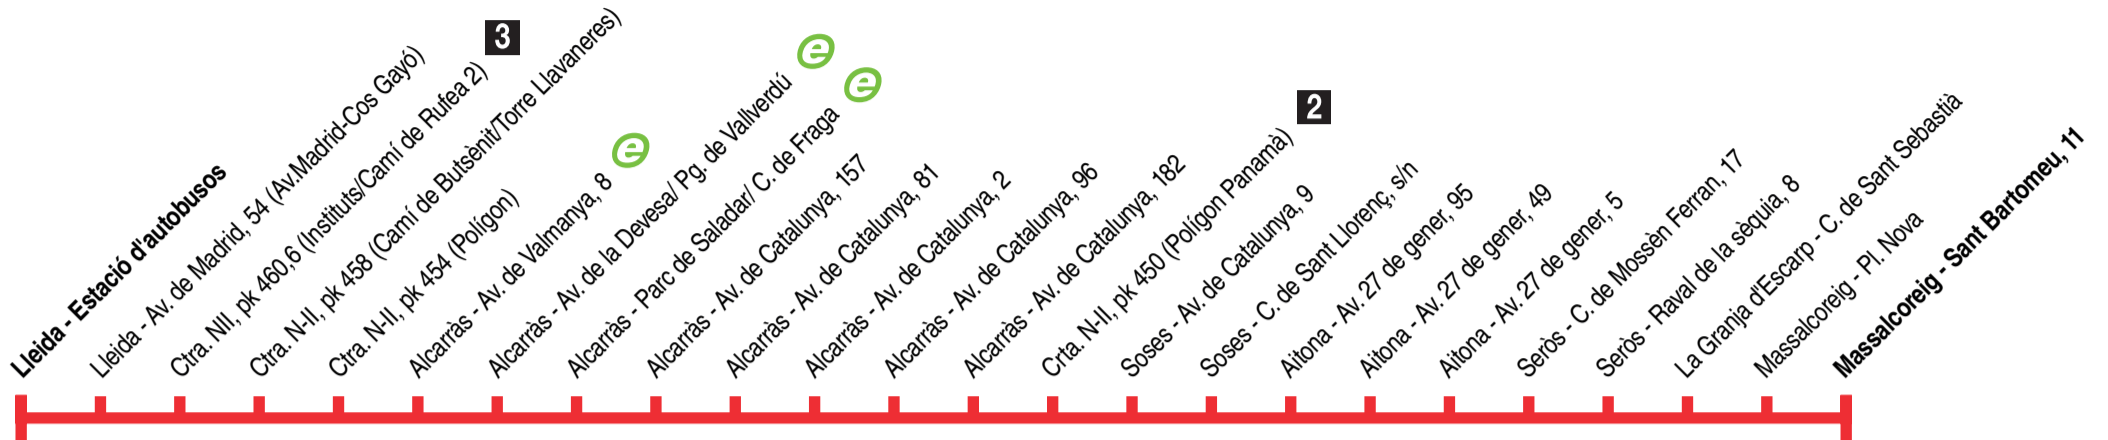 Lleida - Estació d'autobusos
Lleida - Av. de Madrid, 54 (Av.Madrid-Cos Gayó)
Ctra. NII, pk 460,6 (Instituts/Camí de Rufea 2) 3
Ctra. N-II, pk 458 (Camí de Butsènit/Torre Llavaneres)
Ctra. N-II, pk 454 (Polígon)
Alcarràs - Av. de Valmanya, 8 e
Alcarràs - Av. de la Devesa/ Pg. de Vallverdú e
Alcarràs - Parc de Saladar/ C. de Fraga e
Alcarràs - Av. de Catalunya, 157
Alcarràs - Av. de Catalunya, 81
Alcarràs - Av. de Catalunya, 2
Alcarràs - Av. de Catalunya, 96
Alcarràs - Av. de Catalunya, 182
Crta. N-II, pk 450 (Polígon Panamà) 2
Soses - Av. de Catalunya, 9
Soses - C. de Sant Llorenç, s/n
Aitona - Av. 27 de gener, 95
Aitona - Av. 27 de gener, 49
Aitona - Av. 27 de gener, 5
Seròs - C. de Mossèn Ferran, 17
Seròs - Raval de la sèquia, 8
La Granja d'Escarp - C. de Sant Sebastià
Massalcoreig - Pl. Nova
Massalcoreig - Sant Bartomeu, 11